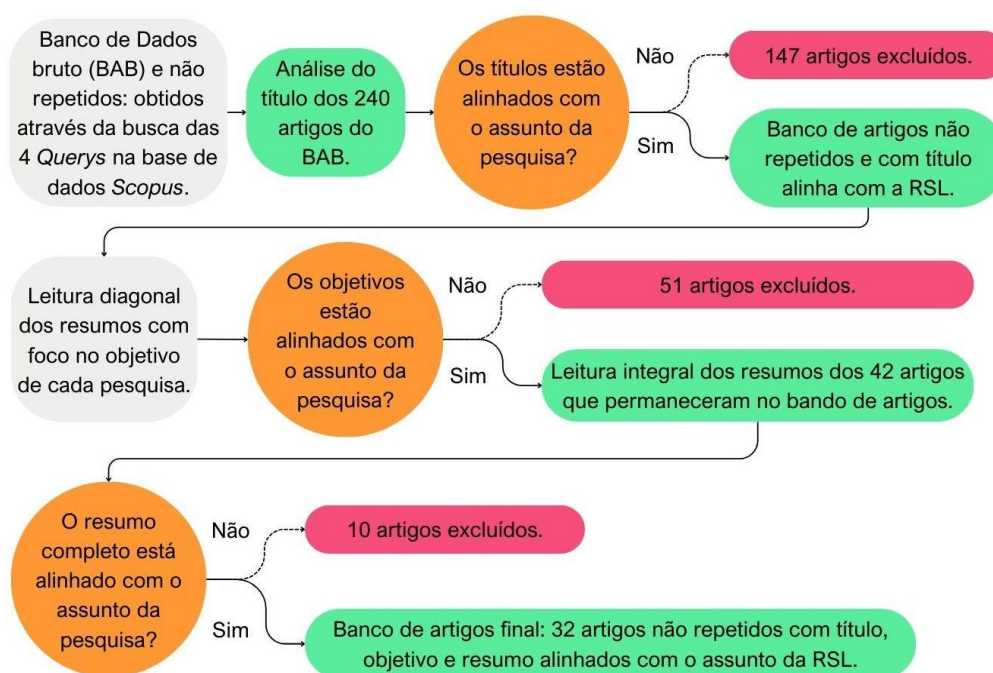 Banco de Dados
bruto (BAB) e não
repetidos: obtidos
através da busca das
4 Querys na base de
dados Scopus.
Análise do
título dos 240
artigos do
BAB.
Os títulos estão
alinhados com
o assunto da
pesquisa?
Não
Sim
147 artigos excluídos.
Banco de artigos não
repetidos e com título
alinha com a RSL.
Leitura diagonal
dos resumos com
foco no objetivo
de cada pesquisa.
Os objetivos
estão
alinhados com
o assunto da
pesquisa?
Não
Sim
51 artigos excluídos.
Leitura integral dos resumos dos 42 artigos
que permaneceram no bando de artigos.
O resumo
completo está
alinhado com o
assunto da
pesquisa?
Não
Sim
10 artigos excluídos.
Banco de artigos final: 32 artigos não repetidos com título,
objetivo e resumo alinhados com o assunto da RSL.